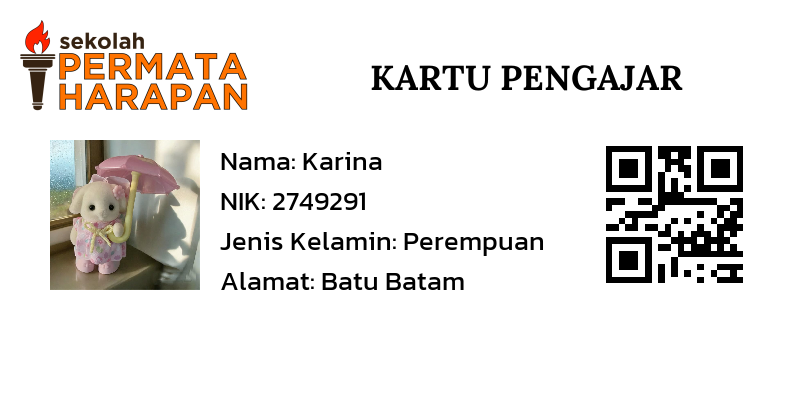 sekolah
PERMATA
HARAPAN
KARTU PENGAJAR
Nama: Karina
NIK: 2749291
Jenis Kelamin: Perempuan
Alamat: Batu Batam